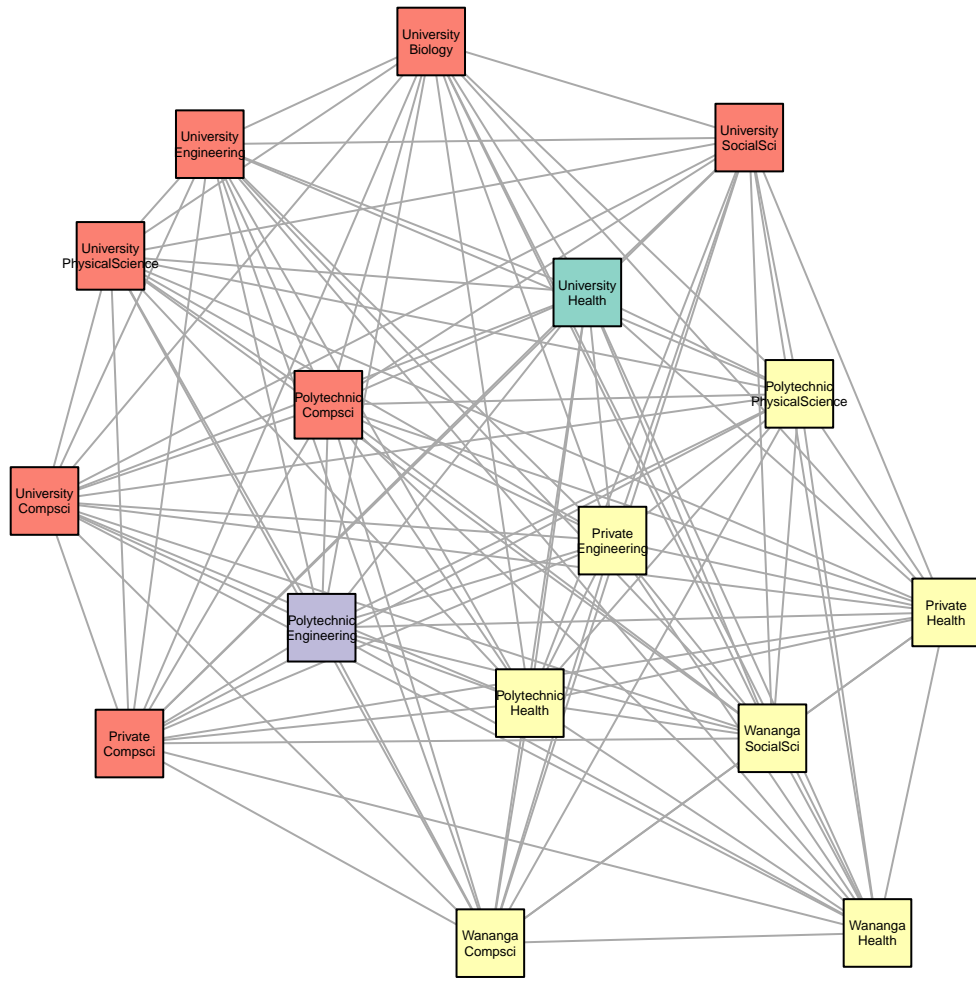 University
Biology
University
Engineering
University
SocialSci
University
PhysicalScience
University
Health
Polytechnic
Compsci
Polytechnic
PhysicalScience
University
Compsci
Private
Engineering
Private
Health
Polytechnic
Engineering
Polytechnic
Health
Private
Compsci
Wananga
SocialSci
Wananga
Health
Wananga
Compsci